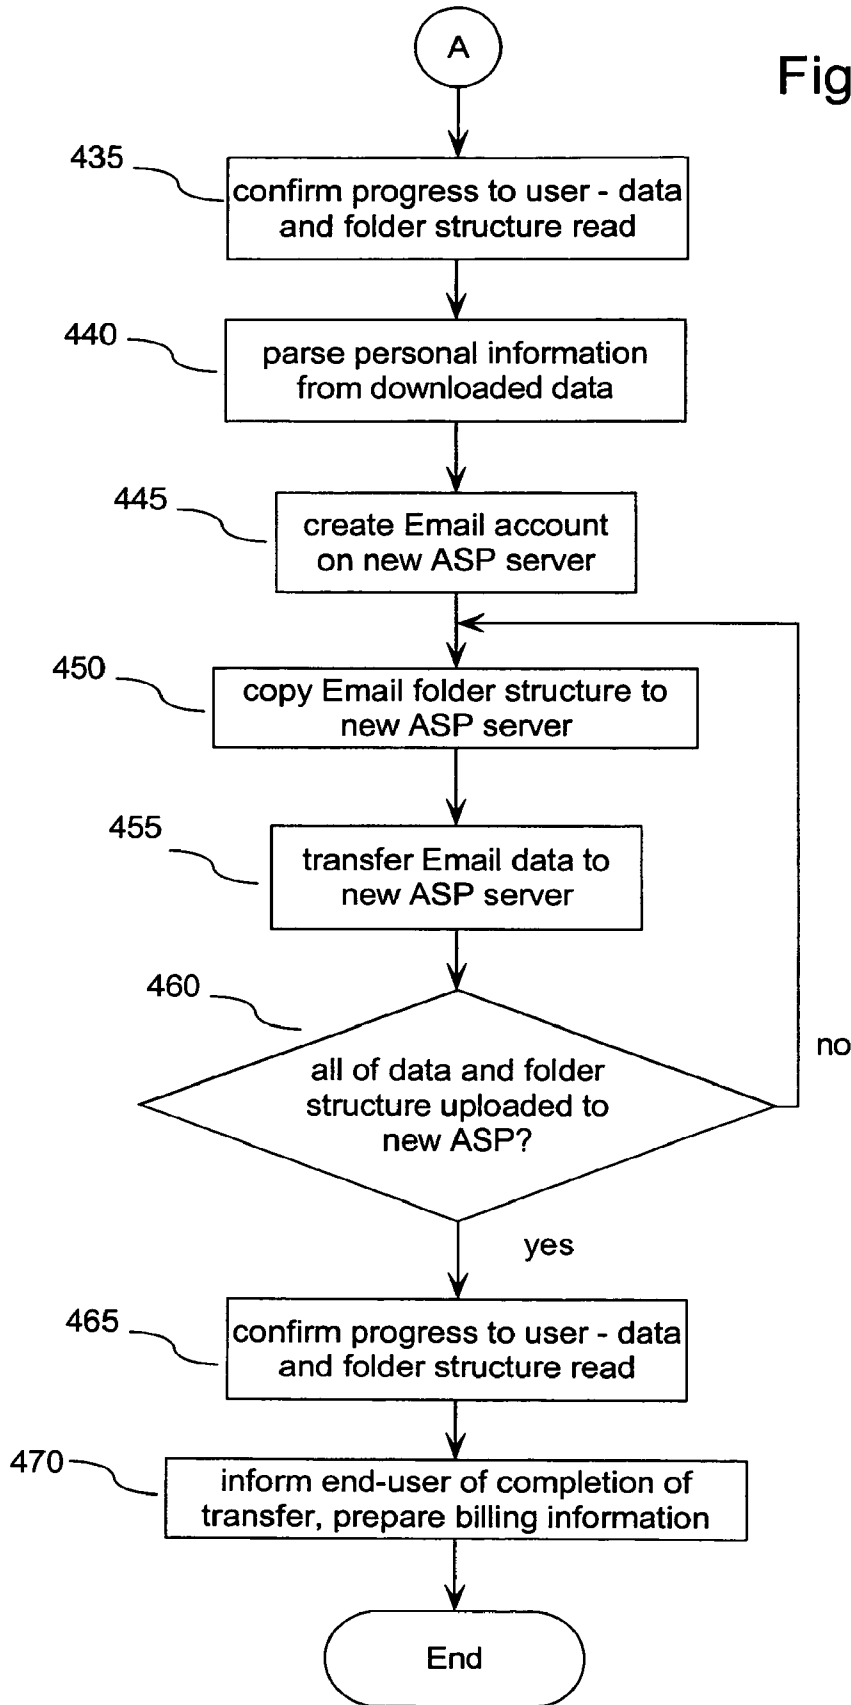 A
Fig
435
confirm progress to user - data
and folder structure read
440
parse personal information
from downloaded data
445
create Email account
on new ASP server
450
copy Email folder structure to
new ASP server
455
transfer Email data to
new ASP server
460
all of data and folder
structure uploaded to
new ASP?
no
yes
465
confirm progress to user - data
and folder structure read
470
inform end-user of completion of
transfer, prepare billing information
End